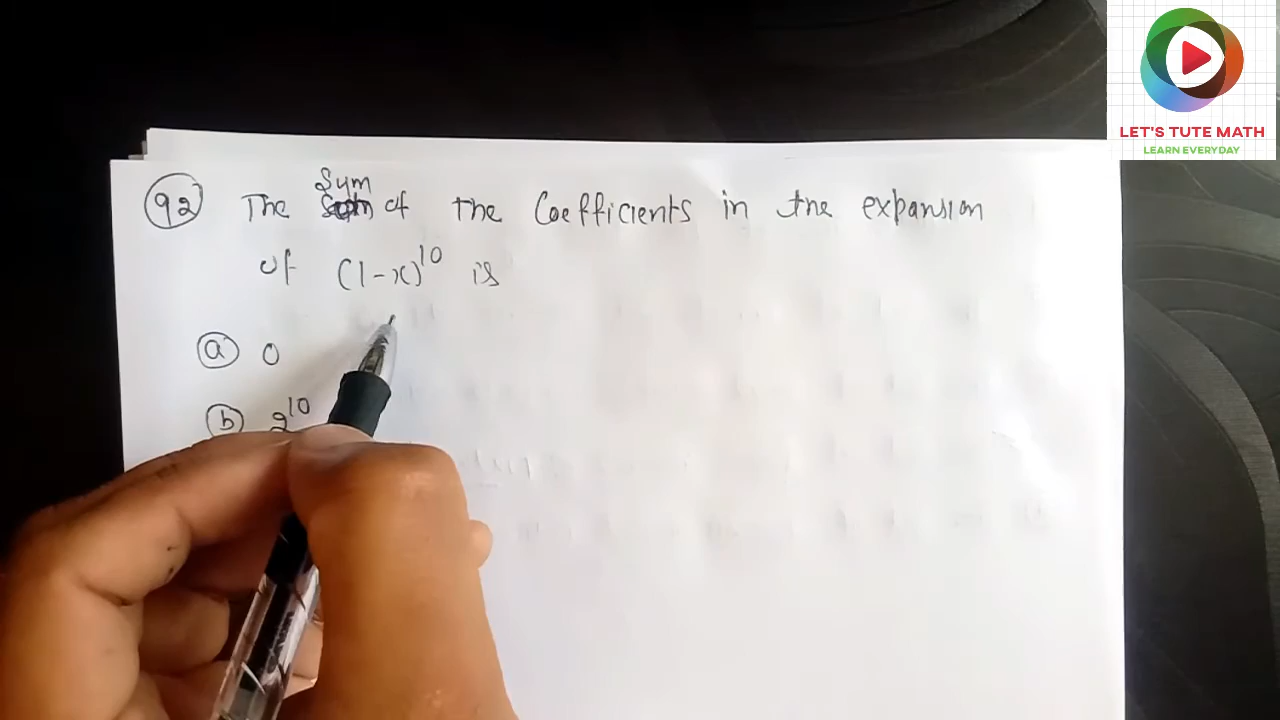 LET'S TUTE MATH
LEARN EVERYDAY
92 The Sum of the Coefficients in the expansion
of (1-x)^10 is
a 0
b 2^10